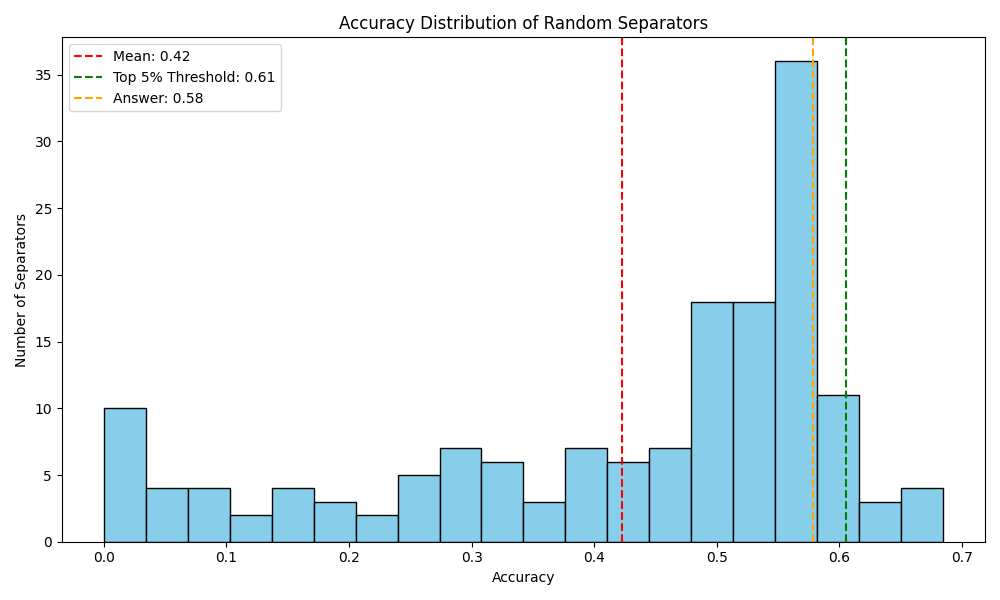 Accuracy Distribution of Random Separators
Mean: 0.42
Top 5% Threshold: 0.61
Answer: 0.58
35
30
25
20
15
10
5
0
Number of Separators
0.0 0.1 0.2 0.3 0.4 0.5 0.6 0.7
Accuracy